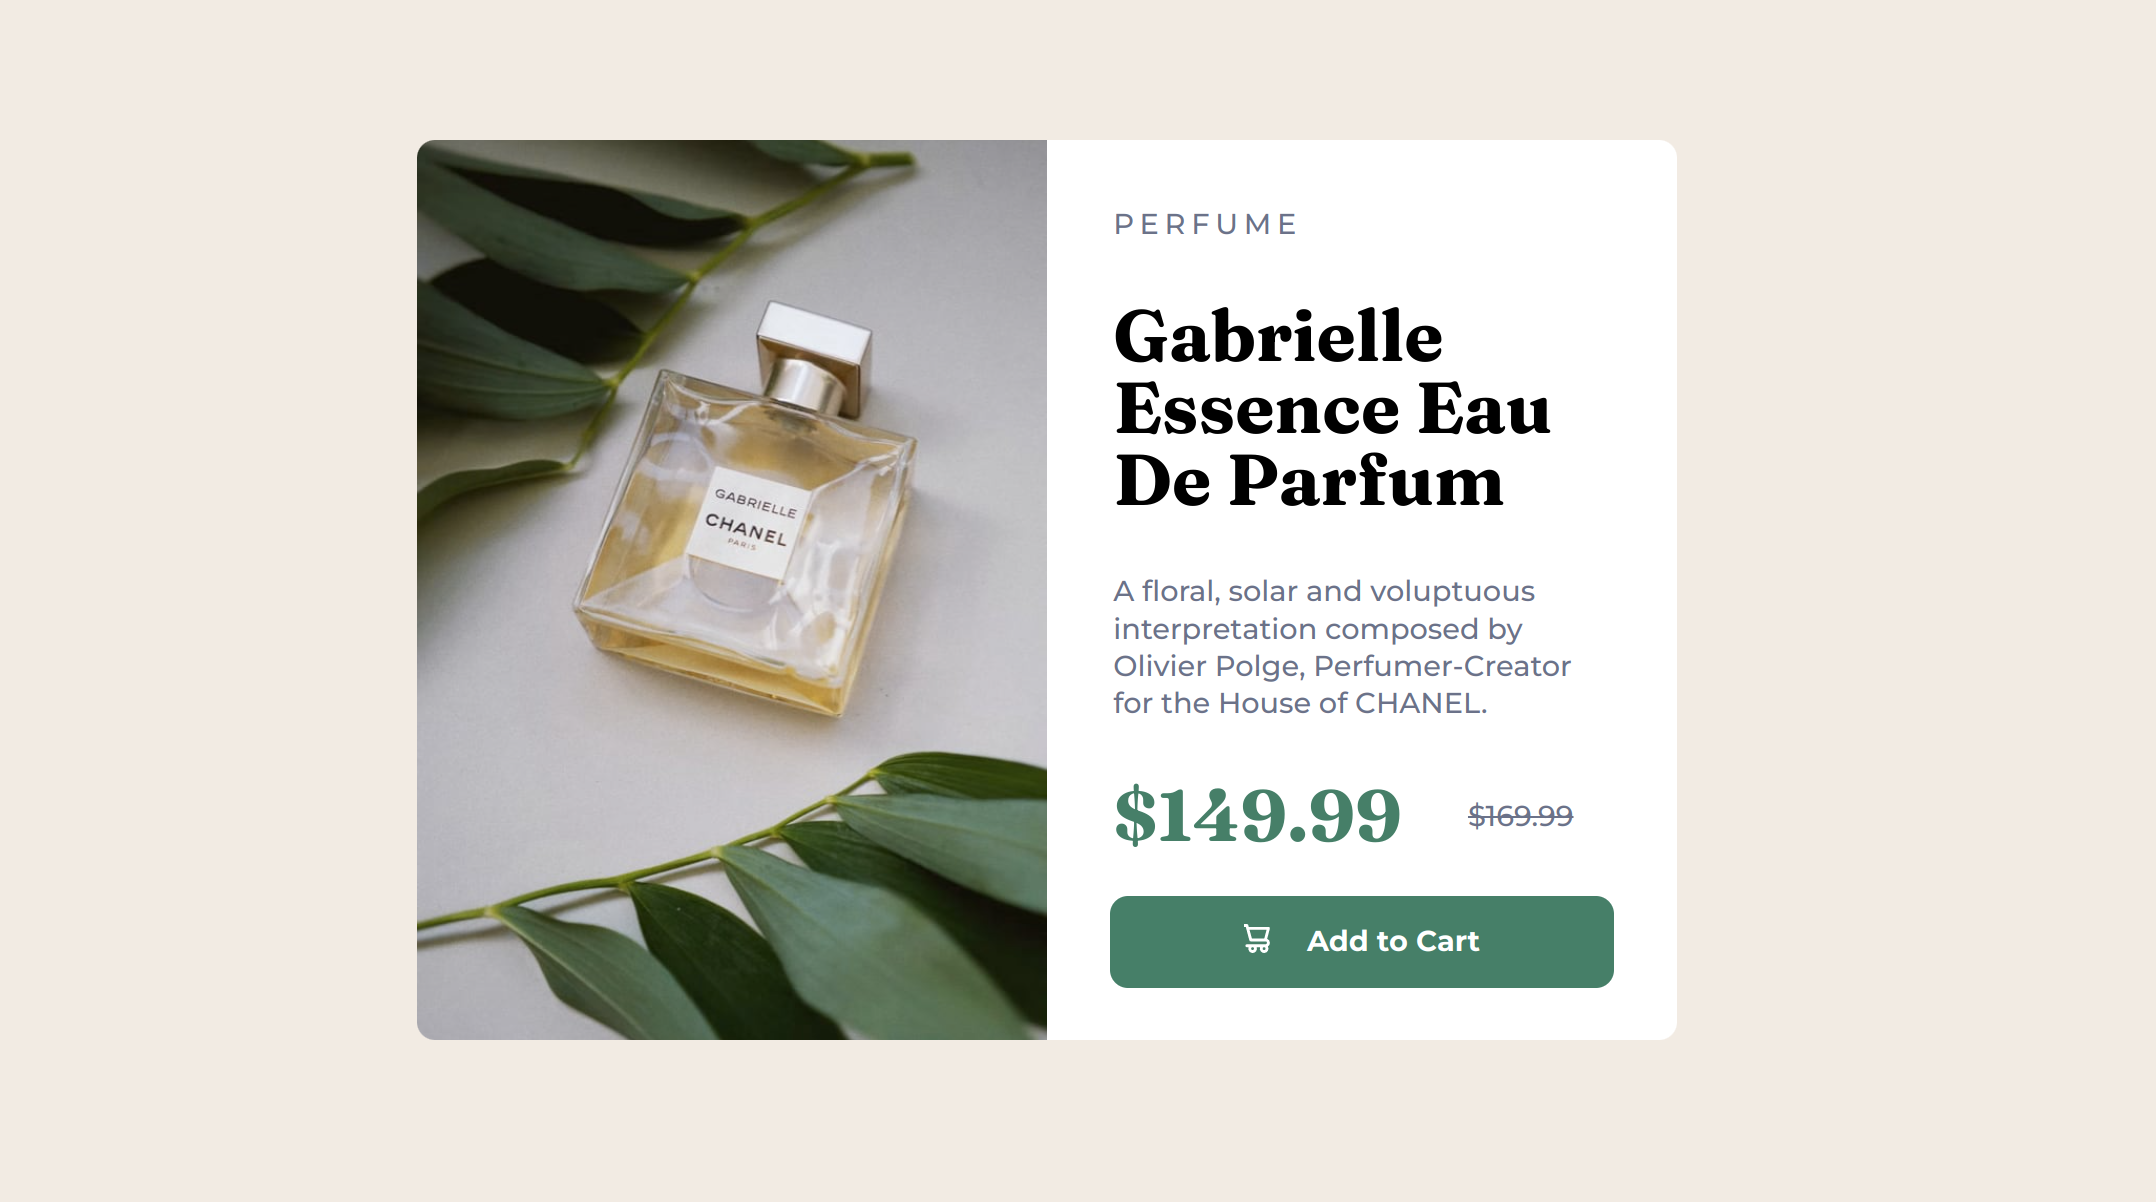 GABRIELLE
CHANEL
PARIS
PERFUME
Gabrielle
Essence Eau
De Parfum
A floral, solar and voluptuous
interpretation composed by
Olivier Polge, Perfumer-Creator
for the House of CHANEL.
$149.99 $169.99
Add to Cart